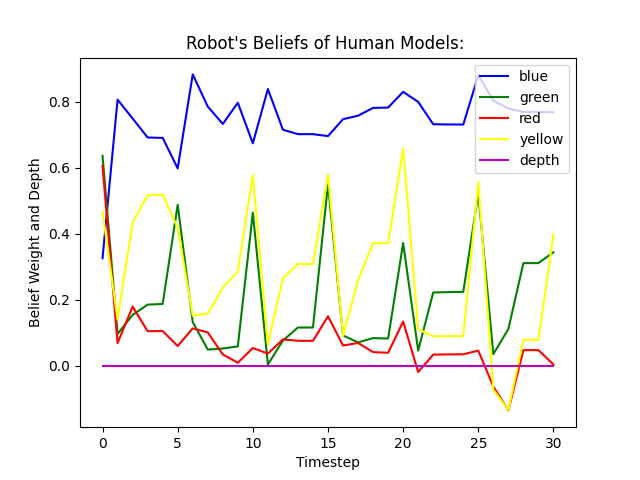 Robot's Beliefs of Human Models:
Belief Weight and Depth
0.8
0.6
0.4
0.2
0.0
0 5 10 15 20 25 30
Timestep
blue
green
red
yellow
depth